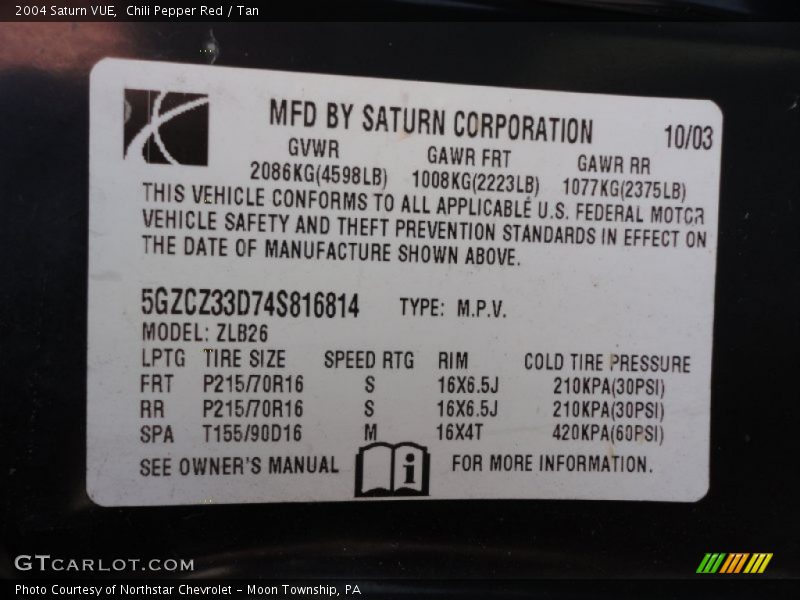 2004 Saturn VUE,  Chili Pepper Red / Tan
MFD BY SATURN CORPORATION 10/03
GVWR GAWR FRT GAWR RR
2086KG(4598LB) 1008KG(2223LB) 1077KG(2375LB)
THIS VEHICLE CONFORMS TO ALL APPLICABLE U.S. FEDERAL MOTOR
VEHICLE SAFETY AND THEFT PREVENTION STANDARDS IN EFFECT ON
THE DATE OF MANUFACTURE SHOWN ABOVE.
5GZCZ33D74S816814 TYPE: M.P.V.
MODEL: ZLB26
LPTG TIRE SIZE SPEED RTG RIM COLD TIRE PRESSURE
FRT P215/70R16 S 16X6.5J 210KPA(30PSI)
RR P215/70R16 S 16X6.5J 210KPA(30PSI)
SPA T155/90D16 M 16X4T 420KPA(60PSI)
SEE OWNER'S MANUAL i FOR MORE INFORMATION.
GTCARLOT.COM
Photo Courtesy of Northstar Chevrolet - Moon Township, PA